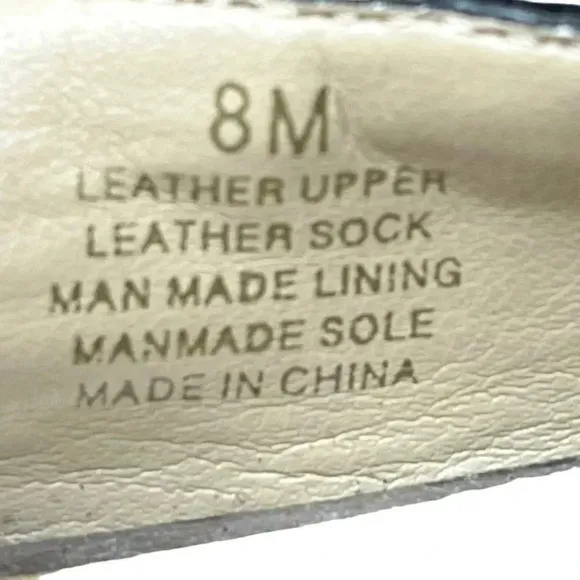 8M
LEATHER UPPER
LEATHER SOCK
MAN MADE LINING
MANMADE SOLE
MADE IN CHINA